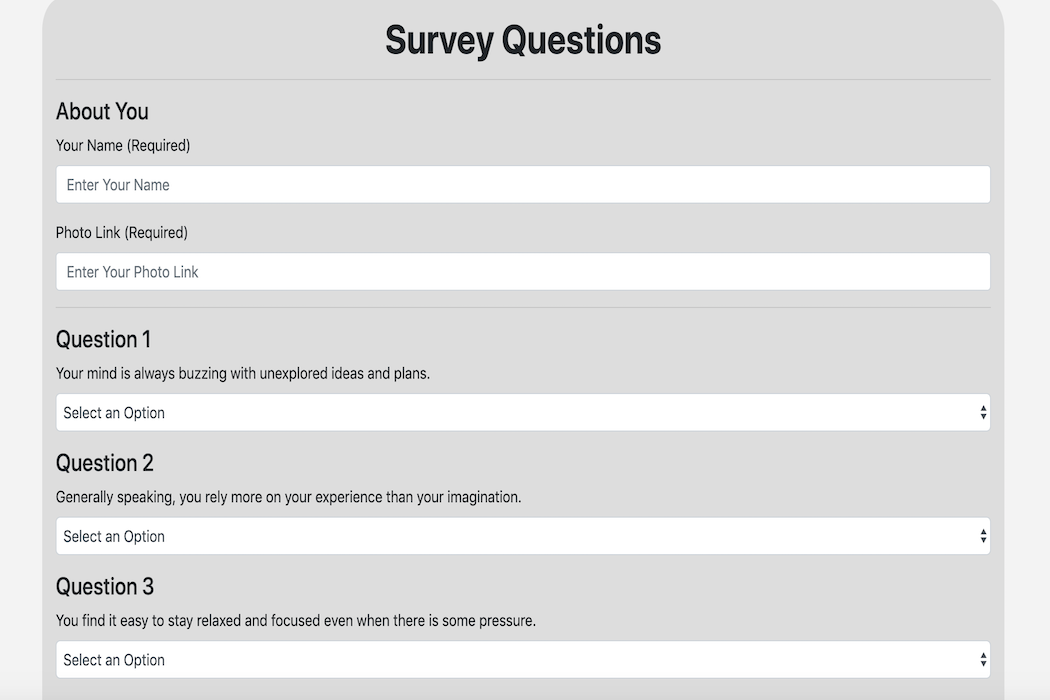 Survey Questions
About You
Your Name (Required)
Enter Your Name
Photo Link (Required)
Enter Your Photo Link
Question 1
Your mind is always buzzing with unexplored ideas and plans.
Select an Option
Question 2
Generally speaking, you rely more on your experience than your imagination.
Select an Option
Question 3
You find it easy to stay relaxed and focused even when there is some pressure.
Select an Option